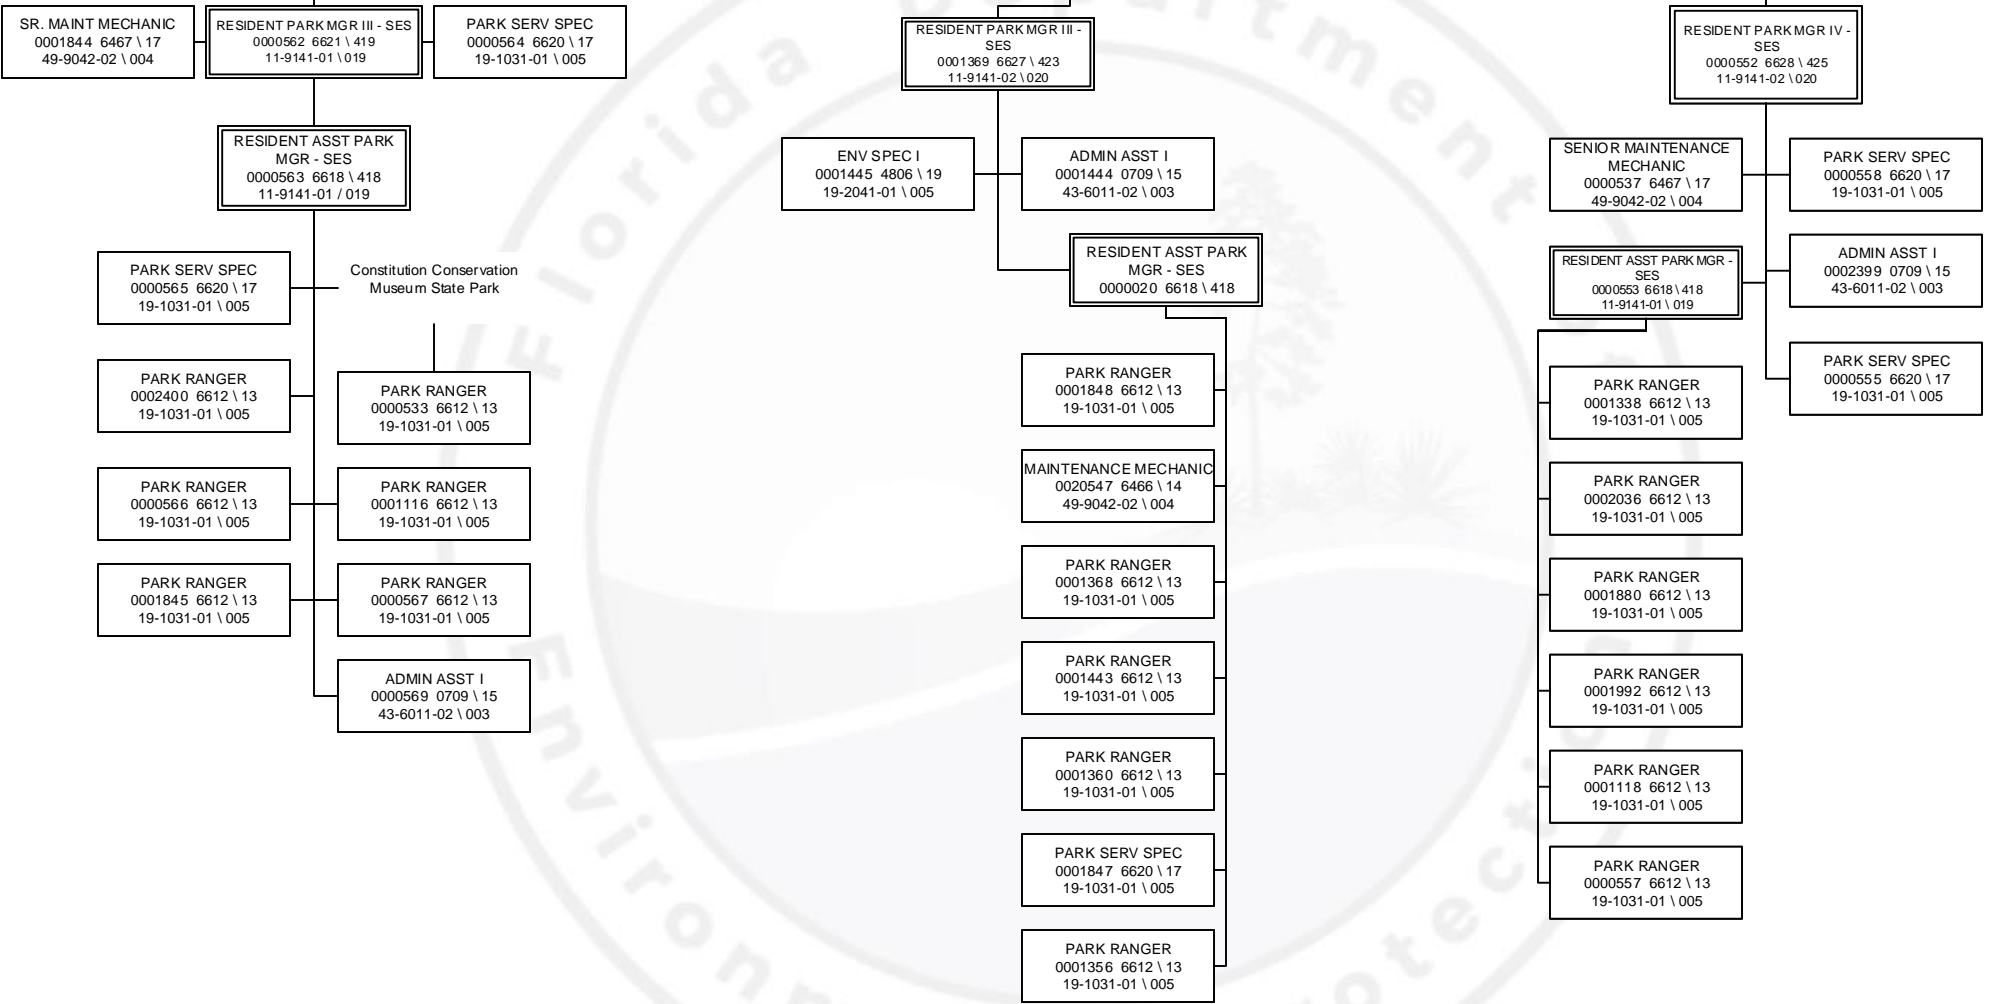 SR. MAINT MECHANIC
0001844 6467 \ 17
49-9042-02 \ 004
RESIDENT PARK MGR III - SES
0000562 6621 \ 419
11-9141-01 \ 019
PARK SERV SPEC
0000564 6620 \ 17
19-1031-01 \ 005
RESIDENT ASST PARK
MGR - SES
0000563 6618 \ 418
11-9141-01 / 019
PARK SERV SPEC
0000565 6620 \ 17
19-1031-01 \ 005
Constitution Conservation
Museum State Park
PARK RANGER
0002400 6612 \ 13
19-1031-01 \ 005
PARK RANGER
0000533 6612 \ 13
19-1031-01 \ 005
PARK RANGER
0000566 6612 \ 13
19-1031-01 \ 005
PARK RANGER
0001116 6612 \ 13
19-1031-01 \ 005
PARK RANGER
0001845 6612 \ 13
19-1031-01 \ 005
PARK RANGER
0000567 6612 \ 13
19-1031-01 \ 005
ADMIN ASST I
0000569 0709 \ 15
43-6011-02 \ 003
RESIDENT PARK MGR III -
SES
0001369 6627 \ 423
11-9141-02 \ 020
ENV SPEC I
0001445 4806 \ 19
19-2041-01 \ 005
ADMIN ASST I
0001444 0709 \ 15
43-6011-02 \ 003
RESIDENT ASST PARK
MGR - SES
0000020 6618 \ 418
PARK RANGER
0001848 6612 \ 13
19-1031-01 \ 005
MAINTENANCE MECHANIC
0020547 6466 \ 14
49-9042-02 \ 004
PARK RANGER
0001368 6612 \ 13
19-1031-01 \ 005
PARK RANGER
0001443 6612 \ 13
19-1031-01 \ 005
PARK RANGER
0001360 6612 \ 13
19-1031-01 \ 005
PARK SERV SPEC
0001847 6620 \ 17
19-1031-01 \ 005
PARK RANGER
0001356 6612 \ 13
19-1031-01 \ 005
RESIDENT PARK MGR IV -
SES
0000552 6628 \ 425
11-9141-02 \ 020
SENIOR MAINTENANCE
MECHANIC
0000537 6467 \ 17
49-9042-02 \ 004
PARK SERV SPEC
0000558 6620 \ 17
19-1031-01 \ 005
RESIDENT ASST PARK MGR -
SES
0000553 6618 \ 418
11-9141-01 \ 019
ADMIN ASST I
0002399 0709 \ 15
43-6011-02 \ 003
PARK SERV SPEC
0000555 6620 \ 17
19-1031-01 \ 005
PARK RANGER
0001338 6612 \ 13
19-1031-01 \ 005
PARK RANGER
0002036 6612 \ 13
19-1031-01 \ 005
PARK RANGER
0001880 6612 \ 13
19-1031-01 \ 005
PARK RANGER
0001992 6612 \ 13
19-1031-01 \ 005
PARK RANGER
0001118 6612 \ 13
19-1031-01 \ 005
PARK RANGER
0000557 6612 \ 13
19-1031-01 \ 005
Florida Department